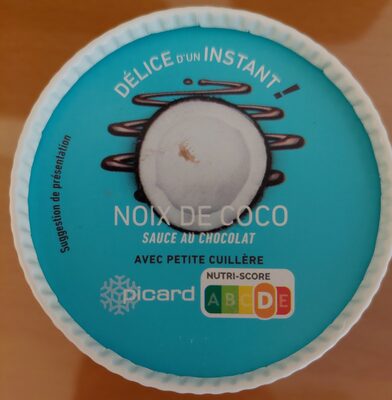 DÉLICE D'UN INSTANT !
Suggestion de présentation
NOIX DE COCO
SAUCE AU CHOCOLAT
AVEC PETITE CUILLÈRE
NUTRI-SCORE
picard
A B C D E